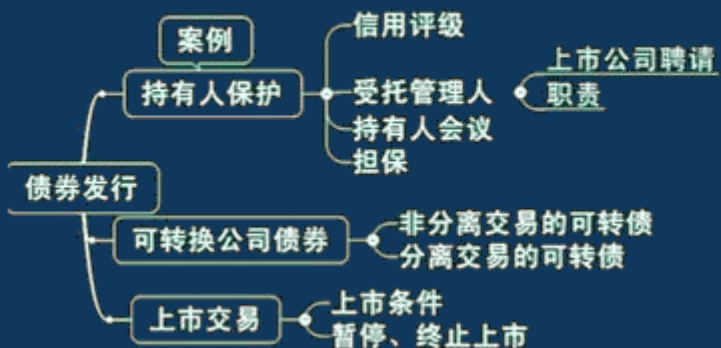 案例
持有人保护
信用评级
受托管理人
上市公司聘请
职责
持有人会议
担保
债券发行
可转换公司债券
非分离交易的可转债
分离交易的可转债
上市交易
上市条件
暂停、终止上市